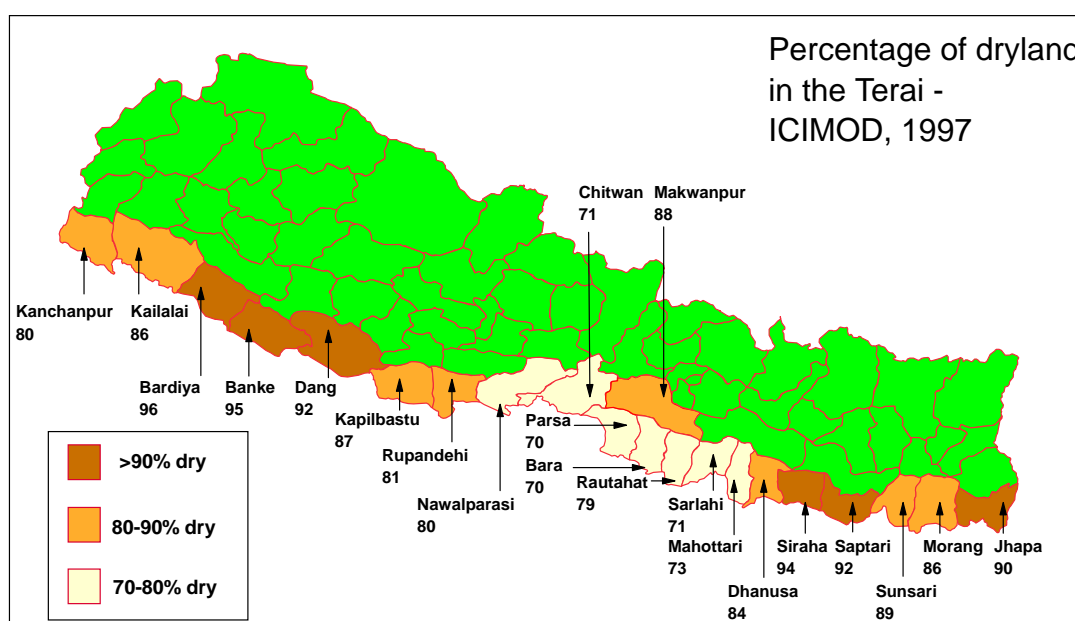 Percentage of dryland
in the Terai -
ICIMOD, 1997
Chitwan
71
Makwanpur
88
Kanchanpur
80
Kailalai
86
Bardiya
96
Banke
95
Dang
92
Kapilbastu
87
Rupandehi
81
Nawalparasi
80
Parsa
70
Bara
70
Rautahat
79
Sarlahi
71
Mahottari
73
Dhanusa
84
Siraha
94
Saptari
92
Sunsari
89
Morang
86
Jhapa
90
>90% dry
80-90% dry
70-80% dry